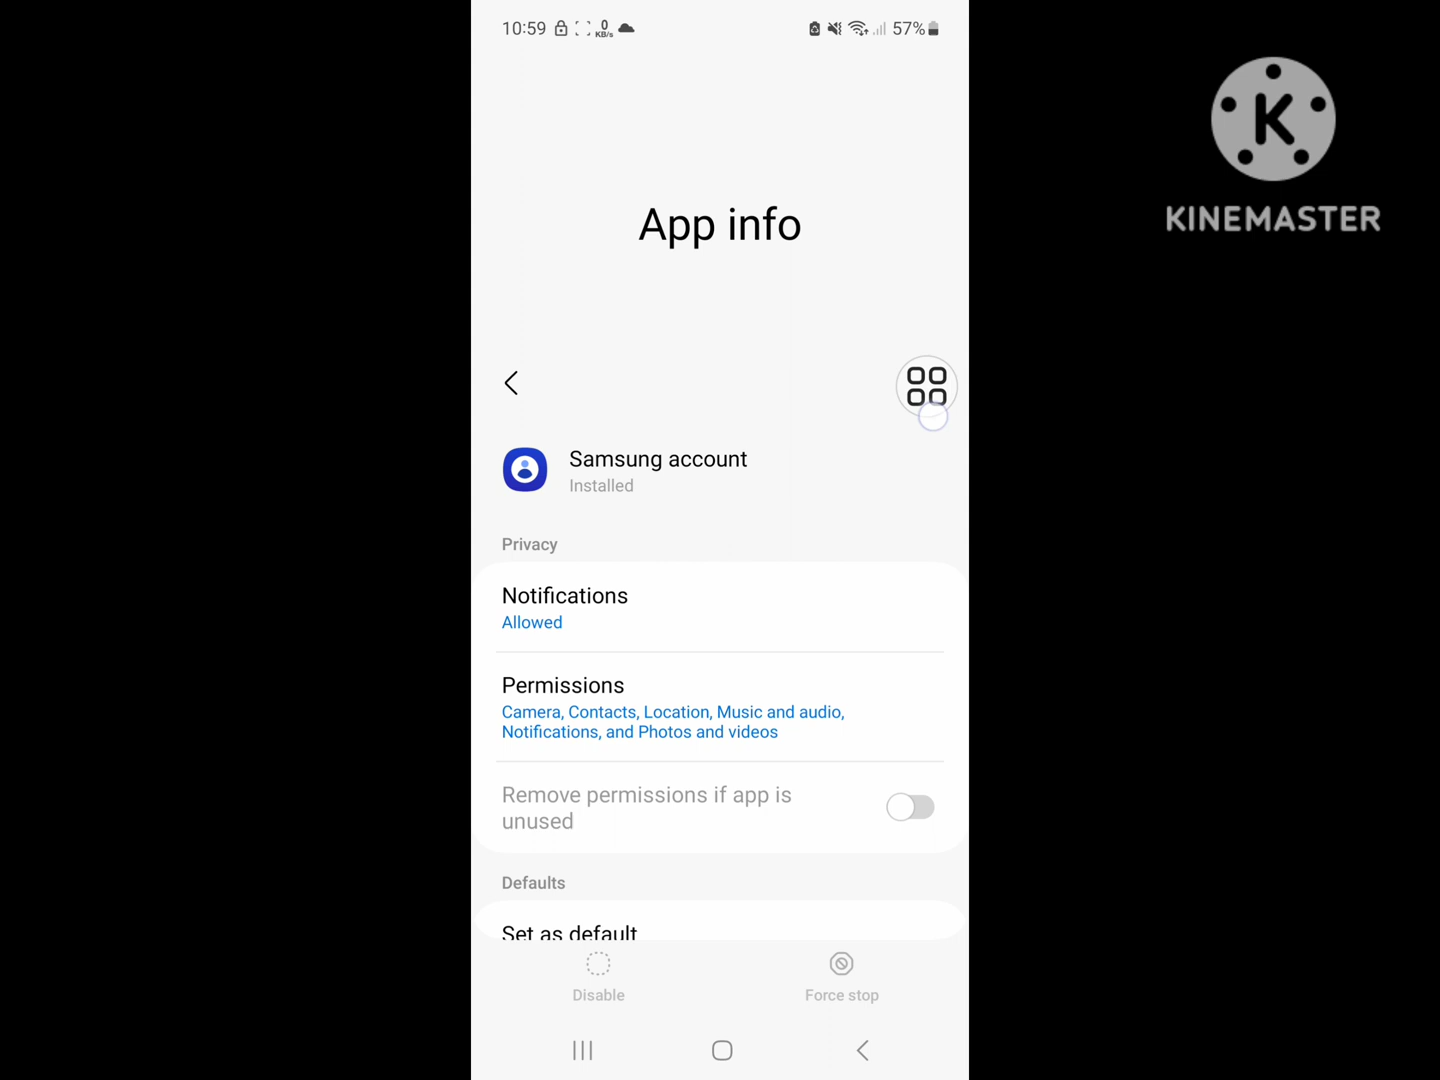 10:59 0 KB/s 57%
K
KINEMASTER
App info
Samsung account
Installed
Privacy
Notifications
Allowed
Permissions
Camera, Contacts, Location, Music and audio,
Notifications, and Photos and videos
Remove permissions if app is
unused
Defaults
Set as default
Disable Force stop